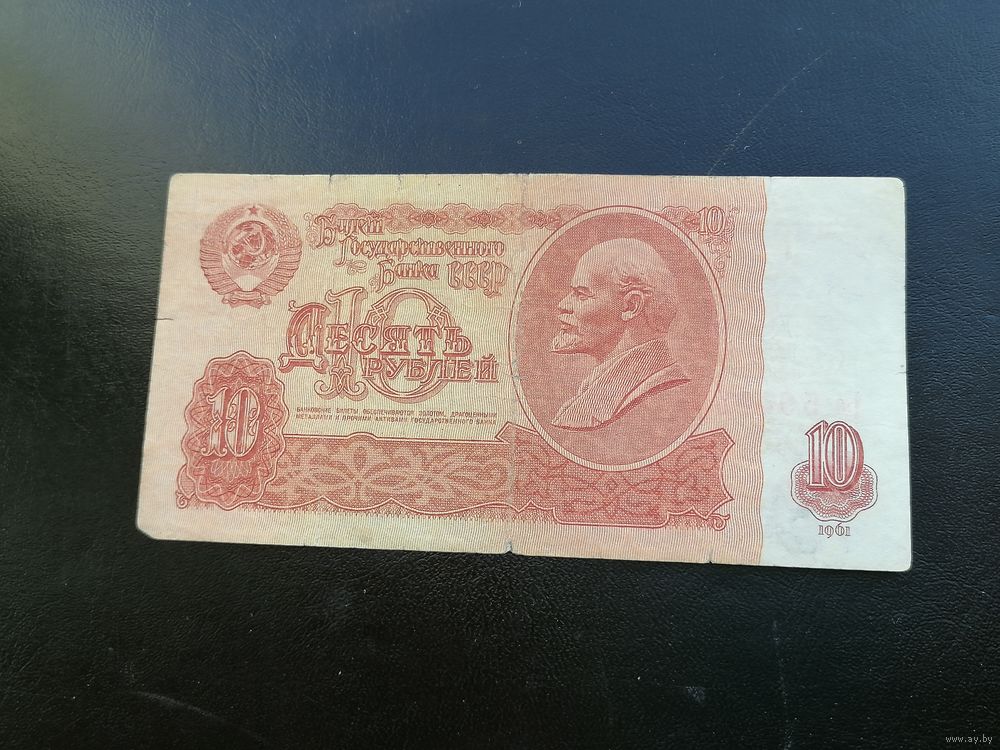 Билет
Государственного
Банка СССР
10
10
Десять
рублей
БАНКОВСКИЕ БИЛЕТЫ ОБЕСПЕЧИВАЮТСЯ ЗОЛОТОМ, ДРАГОЦЕННЫМИ
МЕТАЛЛАМИ И ПРОЧИМИ АКТИВАМИ ГОСУДАРСТВЕННОГО БАНКА
10
10
1961
www.ay.by